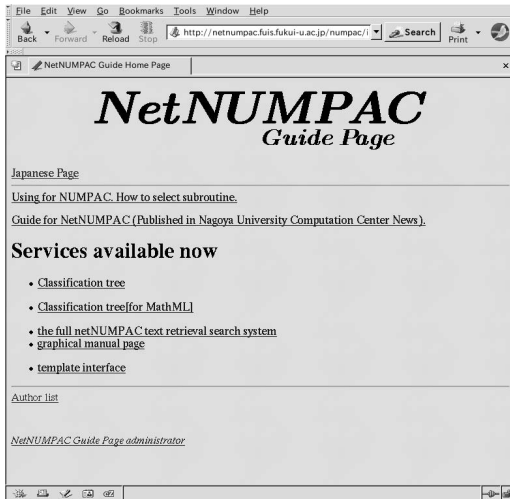 File Edit View Go Bookmarks Tools Window Help
Back Forward Reload Stop http://netnumpac.fuis.fukui-u.ac.jp/numpac/i Search Print
NetNUMPAC Guide Home Page
NetNUMPAC
Guide Page
Japanese Page
Using for NUMPAC. How to select subroutine.
Guide for NetNUMPAC (Published in Nagoya University Computation Center News).
Services available now
• Classification tree
• Classification tree[for MathML]
• the full netNUMPAC text retrieval search system
• graphical manual page
• template interface
Author list
NetNUMPAC Guide Page administrator